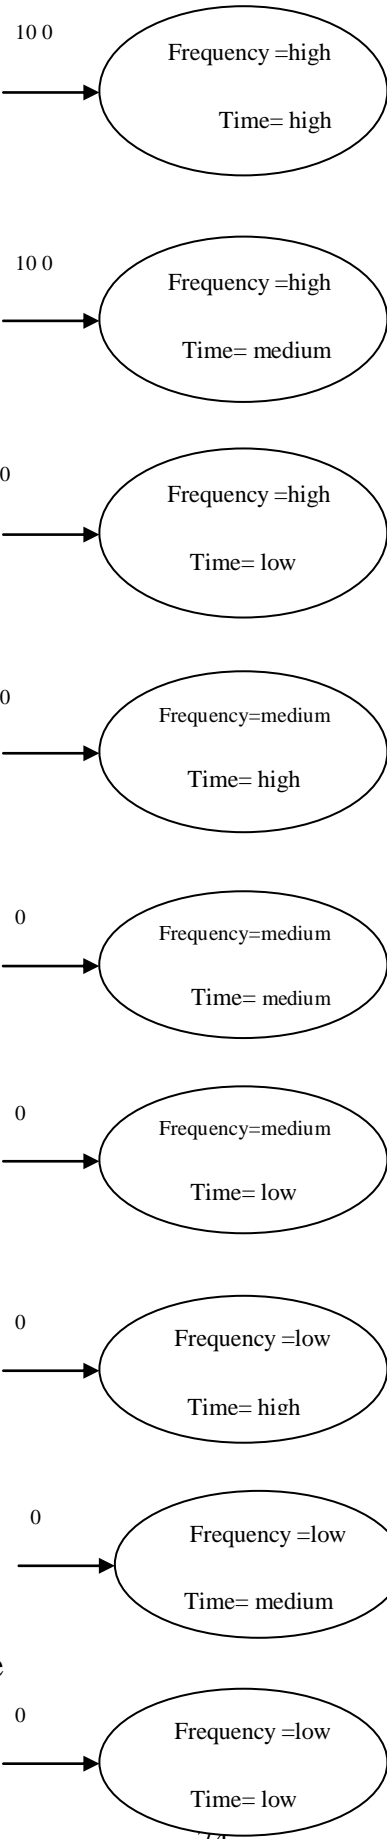 10 0
Frequency =high
Time= high
10 0
Frequency =high
Time= medium
0
Frequency =high
Time= low
0
Frequency=medium
Time= high
0
Frequency=medium
Time= medium
0
Frequency=medium
Time= low
0
Frequency =low
Time= high
0
Frequency =low
Time= medium
e
0
Frequency =low
Time= low